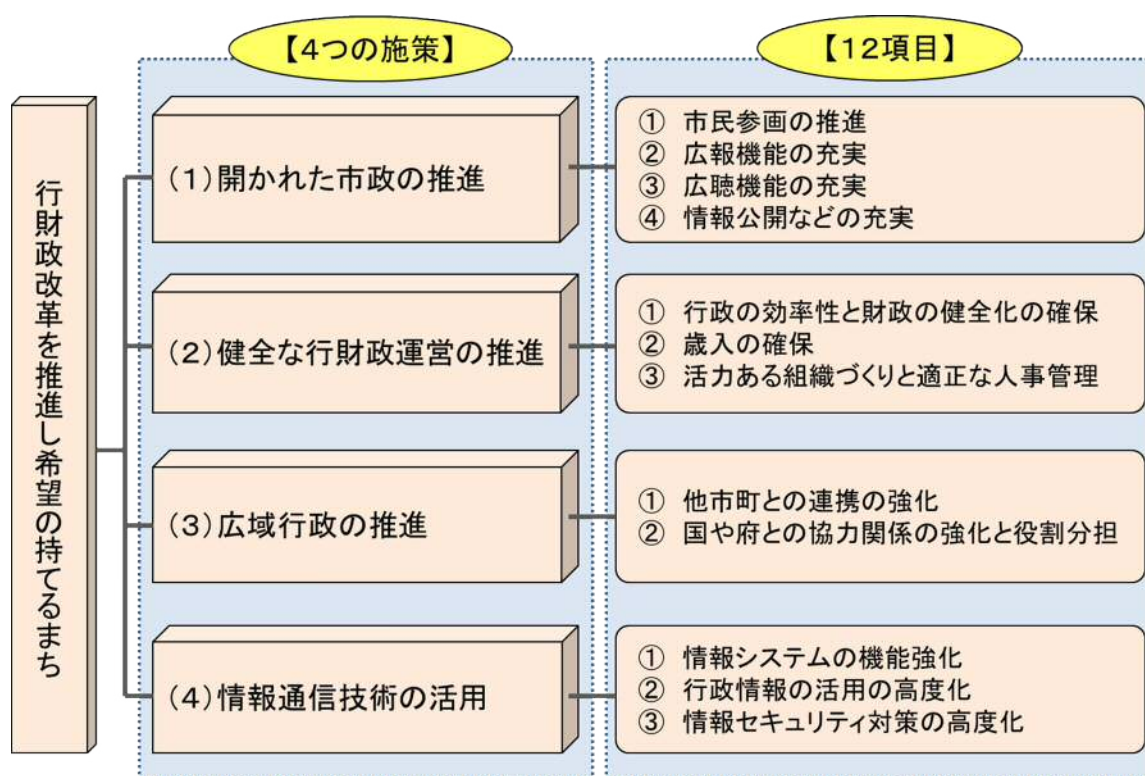 【4つの施策】
【12項目】
行財政改革を推進し希望の持てるまち
(1)開かれた市政の推進
① 市民参画の推進
② 広報機能の充実
③ 広聴機能の充実
④ 情報公開などの充実
(2)健全な行財政運営の推進
① 行政の効率性と財政の健全化の確保
② 歳入の確保
③ 活力ある組織づくりと適正な人事管理
(3)広域行政の推進
① 他市町との連携の強化
② 国や府との協力関係の強化と役割分担
(4)情報通信技術の活用
① 情報システムの機能強化
② 行政情報の活用の高度化
③ 情報セキュリティ対策の高度化